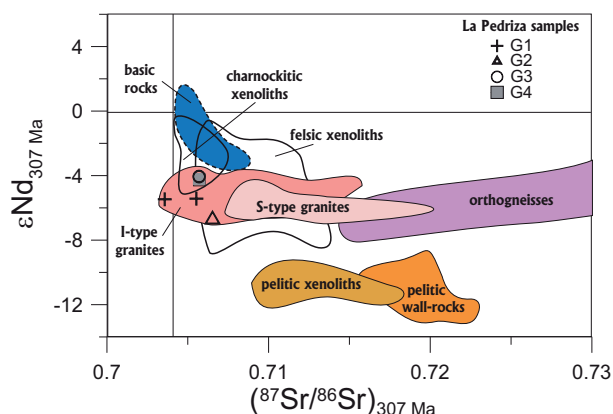 La Pedriza samples
G1
G2
G3
G4
basic
rocks
charnockitic
xenoliths
felsic xenoliths
S-type granites
orthogneisses
I-type
granites
pelitic xenoliths
pelitic
wall-rocks
εNd307 Ma
4
0
-4
-8
-12
0.7
0.71
0.72
0.73
(87Sr/86Sr)307 Ma